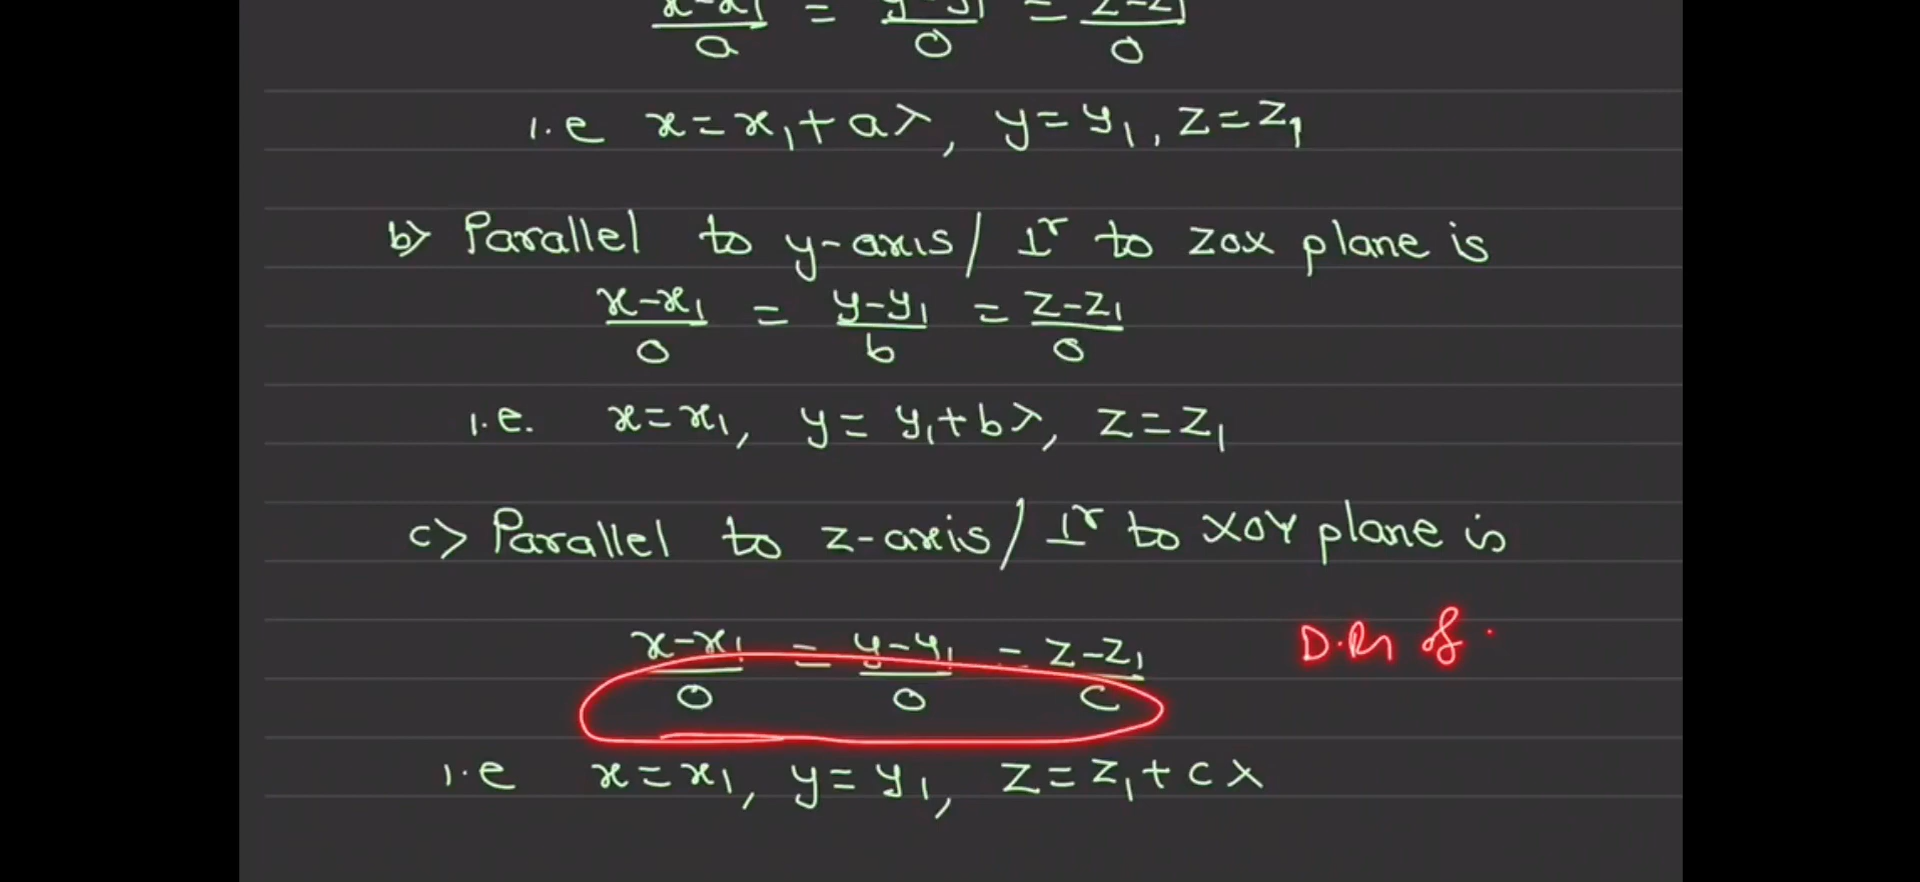 x-x₁/a = y-y₁/0 = z-z₁/0
i.e x=x₁+aλ, y=y₁, z=z₁
b> Parallel to y-axis/ ⊥r to ZOX plane is
x-x₁/0 = y-y₁/b = z-z₁/0
i.e. x=x₁, y=y₁+bλ, z=z₁
c> Parallel to z-axis/ ⊥r to XOY plane is
x-x₁/0 = y-y₁/0 = z-z₁/c
D.Rs of
i.e x=x₁, y=y₁, z=z₁+cλ